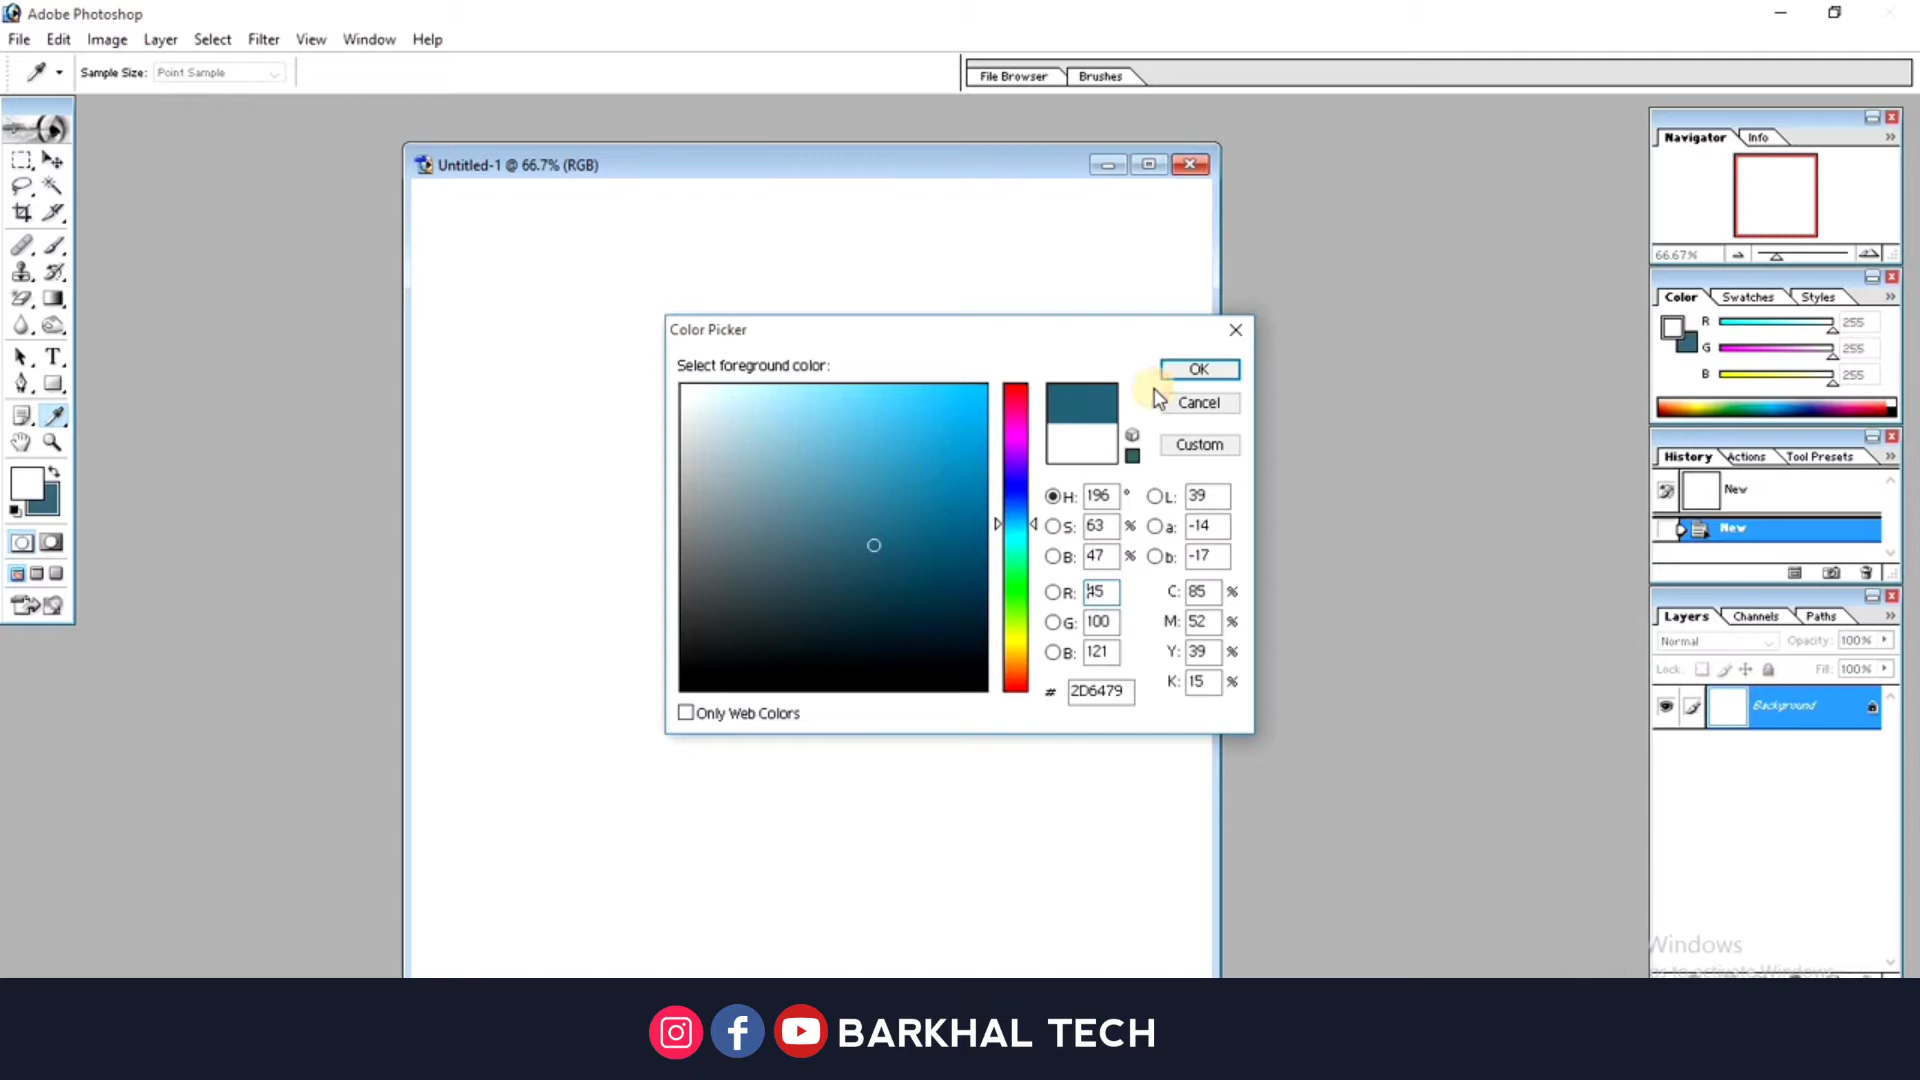 Adobe Photoshop
File Edit Image Layer Select Filter View Window Help
Sample Size: Point Sample
File Browser Brushes
Untitled-1 @ 66.7% (RGB)
Navigator Info
66.67%
Color Swatches Styles
R 255
G 255
B 255
Color Picker
Select foreground color:
OK
Cancel
Custom
H: 196 ° L: 39
S: 63 % a: -14
B: 47 % b: -17
R: 45 C: 85 %
G: 100 M: 52 %
B: 121 Y: 39 %
# 2D6479 K: 15 %
Only Web Colors
History Actions Tool Presets
New
New
Layers Channels Paths
Normal Opacity: 100%
Lock: Fill: 100%
Background
Windows
to activate Windows
BARKHAL TECH